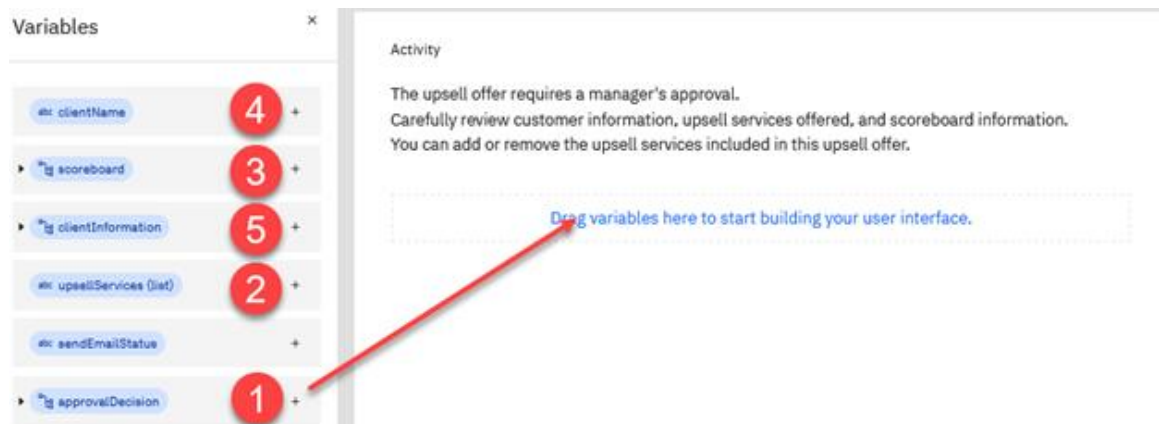 Variables ×
abc clientName 4 +
scoreboard 3 +
clientInformation 5 +
abc upsellServices (list) 2 +
abc sendEmailStatus +
approvalDecision 1 +
Activity
The upsell offer requires a manager's approval.
Carefully review customer information, upsell services offered, and scoreboard information.
You can add or remove the upsell services included in this upsell offer.
Drag variables here to start building your user interface.